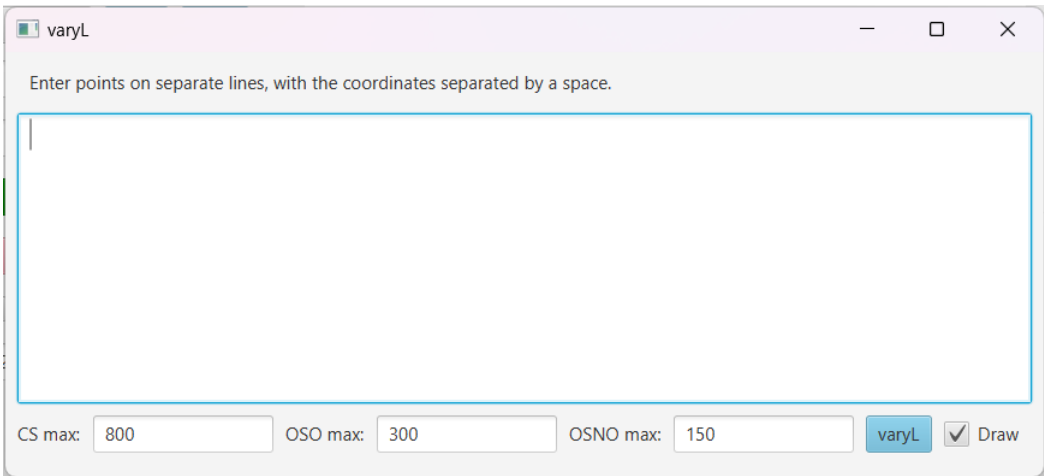 varyL
Enter points on separate lines, with the coordinates separated by a space.
CS max: 800 OSO max: 300 OSNO max: 150 varyL Draw